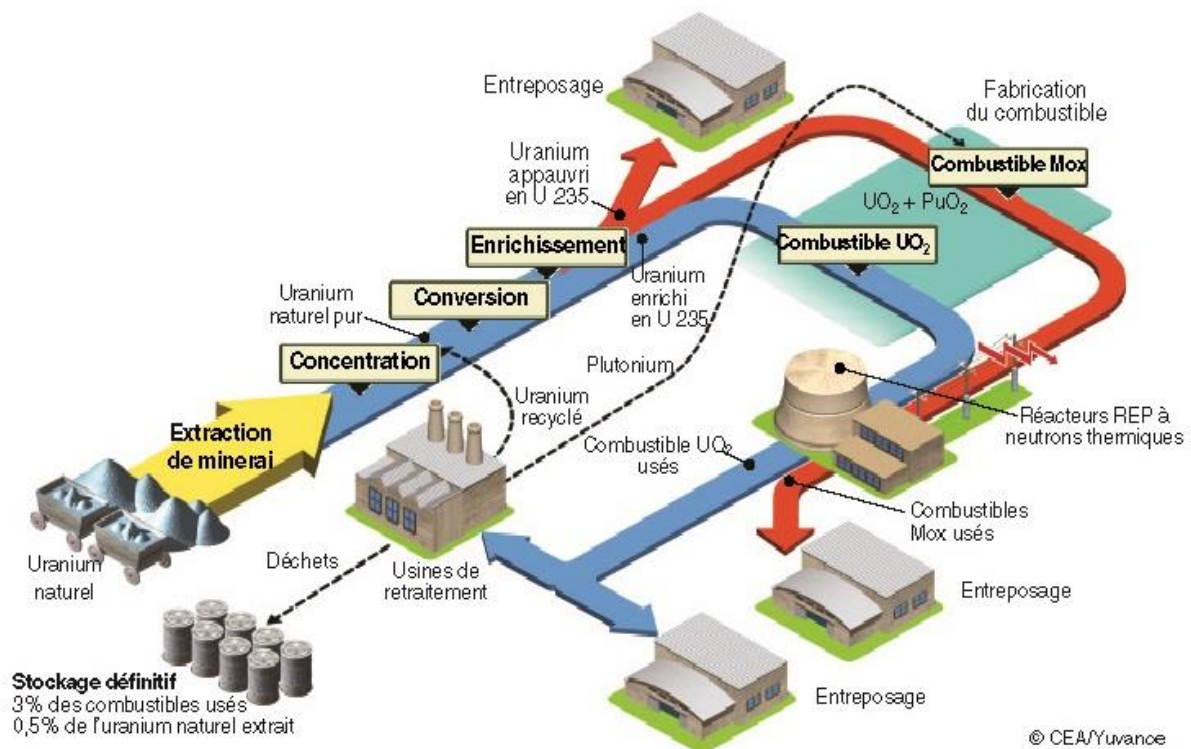 Entreposage
Fabrication
du combustible
Uranium
appauvri
en U 235
Combustible Mox
UO₂ + PuO₂
Enrichissement
Combustible UO₂
Uranium
enrichi
en U 235
Uranium
naturel pur
Conversion
Concentration
Plutonium
Uranium
recyclé
Réacteurs REP à
neutrons thermiques
Extraction
de minerai
Combustible UO₂
usés
Combustibles
Mox usés
Uranium
naturel
Déchets
Usines de
retraitement
Entreposage
Entreposage
Stockage définitif
3% des combustibles usés
0,5% de l'uranium naturel extrait
© CEA/Yuvanoe